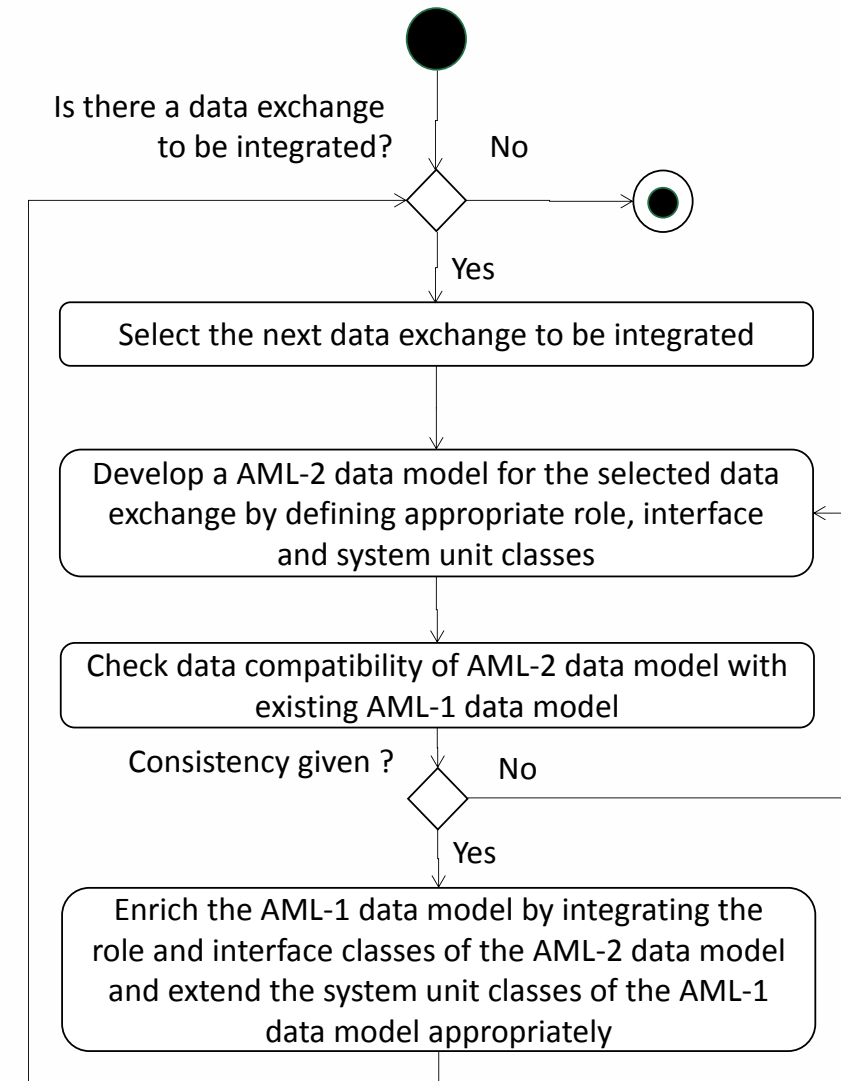 Is there a data exchange
to be integrated?
No
Yes
Select the next data exchange to be integrated
Develop a AML-2 data model for the selected data
exchange by defining appropriate role, interface
and system unit classes
Check data compatibility of AML-2 data model with
existing AML-1 data model
Consistency given ?
No
Yes
Enrich the AML-1 data model by integrating the
role and interface classes of the AML-2 data model
and extend the system unit classes of the AML-1
data model appropriately